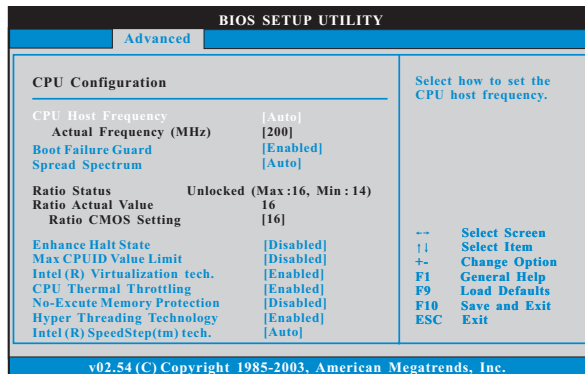 BIOS SETUP UTILITY
Advanced
CPU Configuration
CPU Host Frequency [Auto]
Actual Frequency (MHz) [200]
Boot Failure Guard [Enabled]
Spread Spectrum [Auto]
Ratio Status Unlocked (Max :16, Min : 14)
Ratio Actual Value 16
Ratio CMOS Setting [16]
Enhance Halt State [Disabled]
Max CPUID Value Limit [Disabled]
Intel (R) Virtualization tech. [Enabled]
CPU Thermal Throttling [Enabled]
No-Excute Memory Protection [Disabled]
Hyper Threading Technology [Enabled]
Intel (R) SpeedStep(tm) tech. [Auto]
Select how to set the
CPU host frequency.
←→ Select Screen
↑↓ Select Item
+- Change Option
F1 General Help
F9 Load Defaults
F10 Save and Exit
ESC Exit
v02.54 (C) Copyright 1985-2003, American Megatrends, Inc.